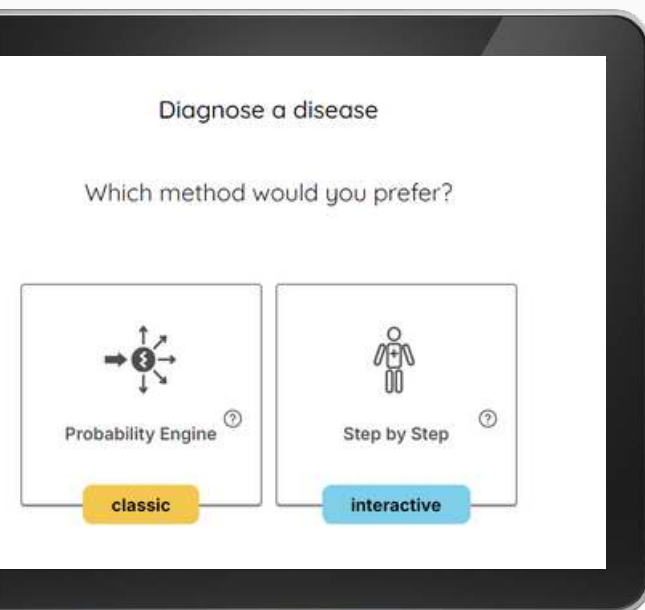 Diagnose a disease
Which method would you prefer?
Probability Engine ?
Step by Step ?
classic
interactive